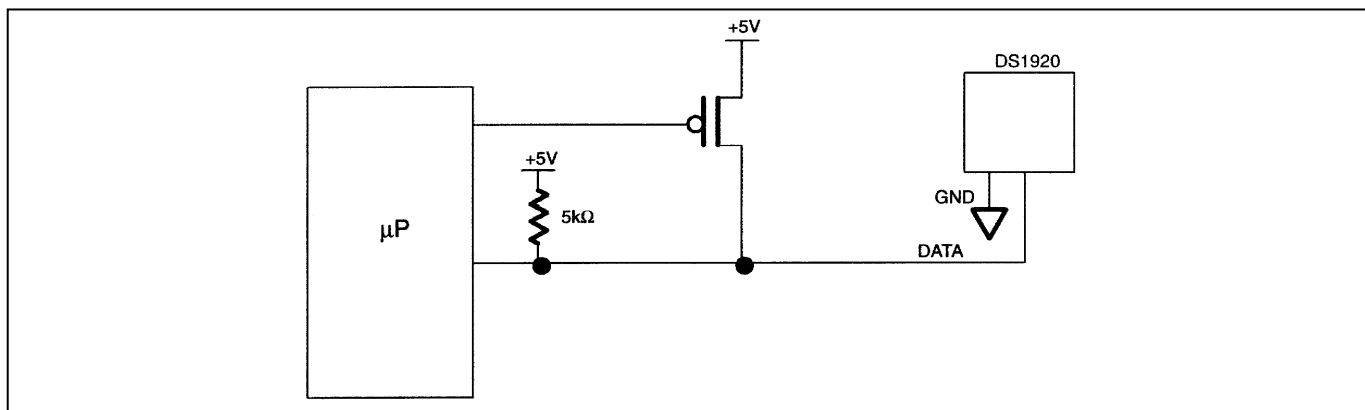 +5V
DS1920
+5V
5kΩ
μP
GND
DATA